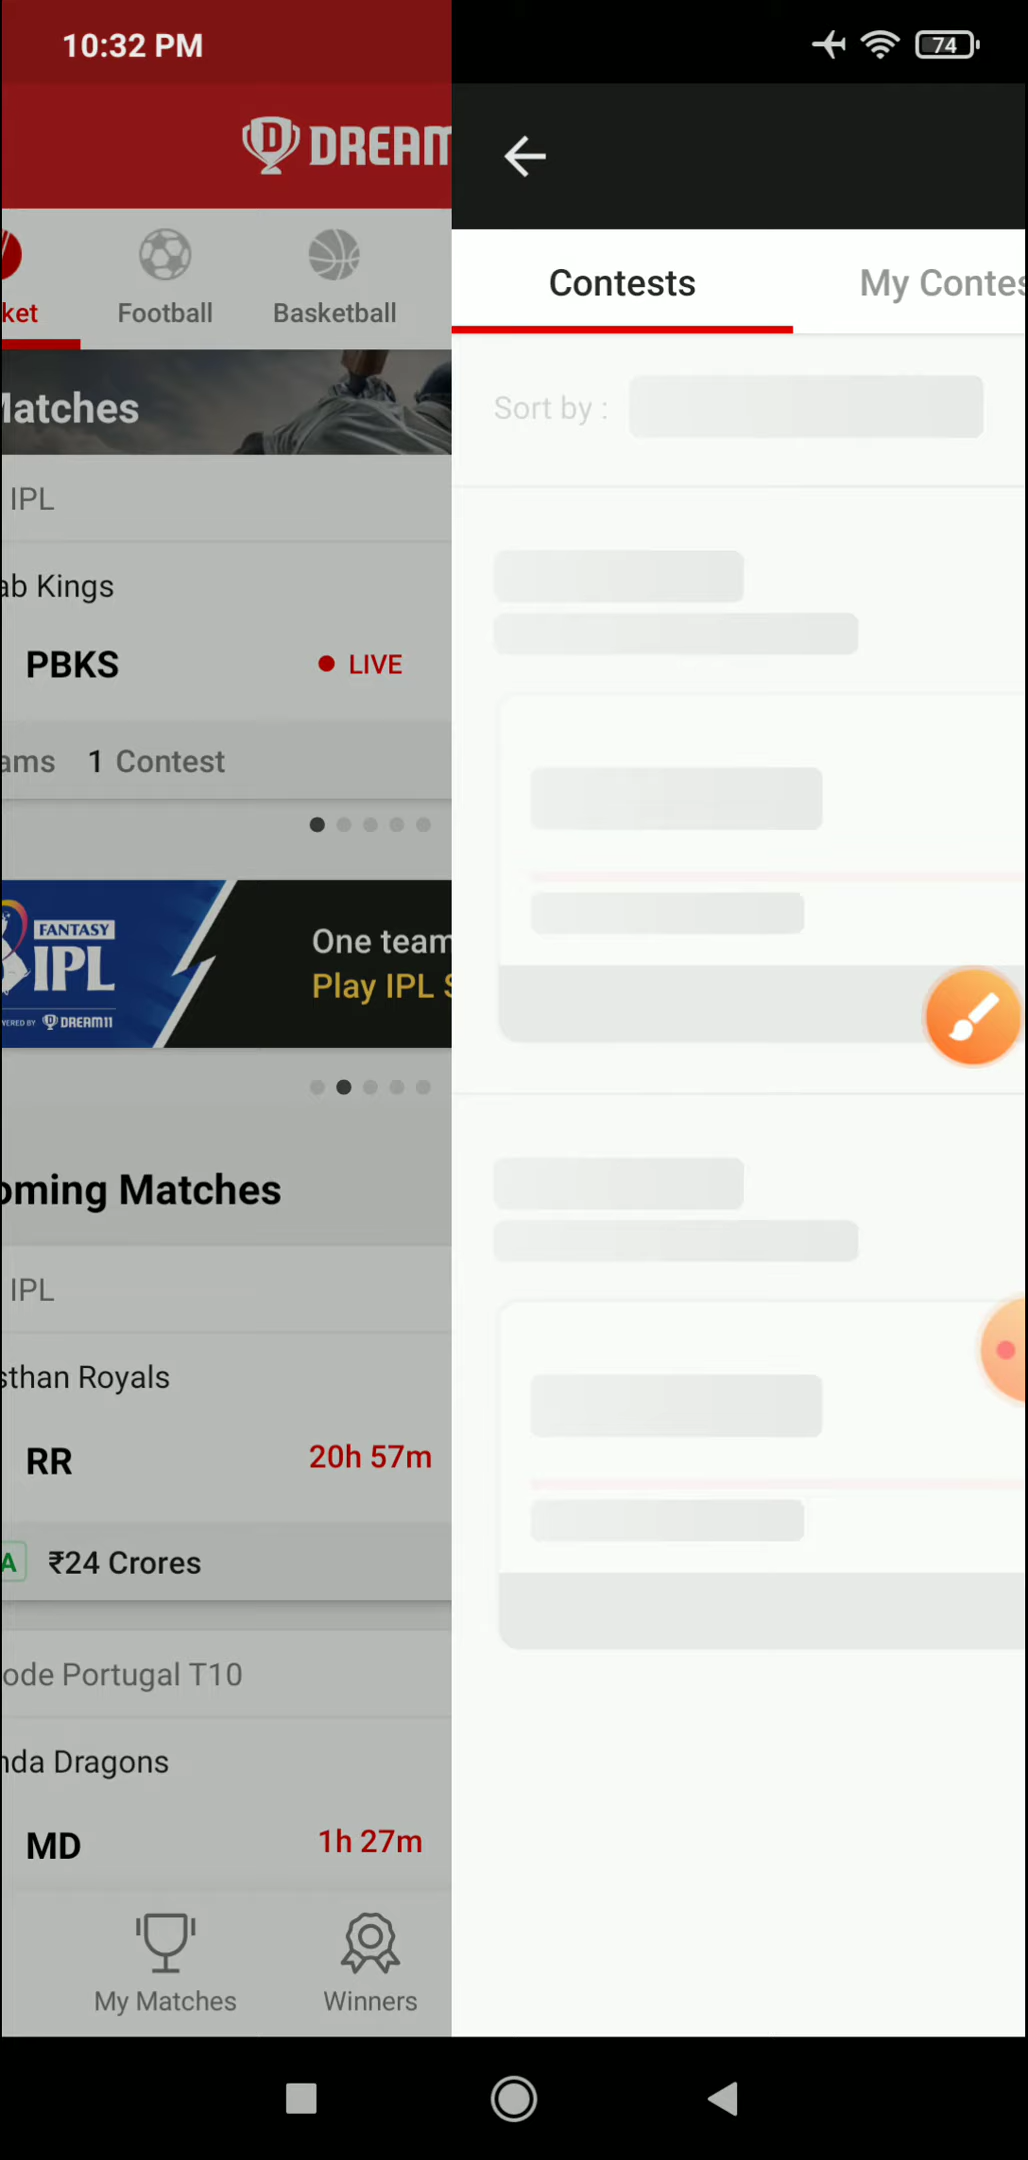 10:32 PM
74
DREAM
Contests
My Contes
ket
Football
Basketball
Sort by :
Matches
IPL
ab Kings
PBKS
LIVE
ams 1 Contest
FANTASY
IPL
DREAM11
One team
Play IPL S
oming Matches
IPL
sthan Royals
RR
20h 57m
A ₹24 Crores
ode Portugal T10
nda Dragons
MD
1h 27m
My Matches
Winners